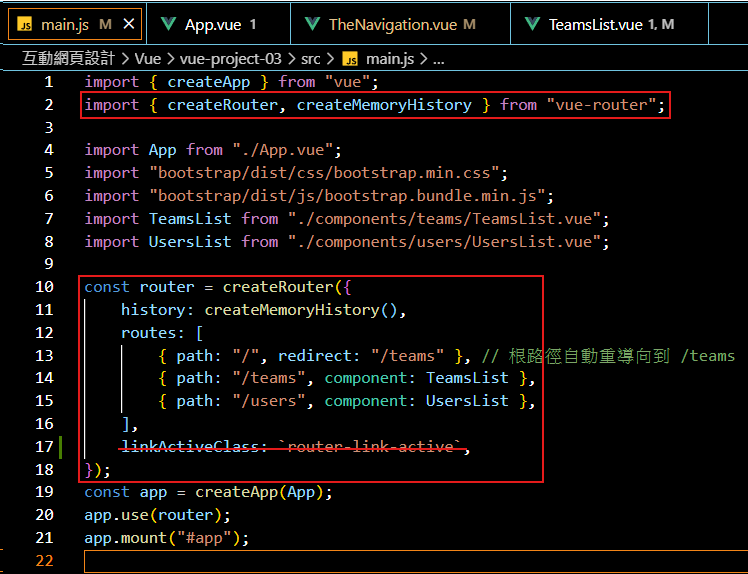 JS main.js M × App.vue 1 TheNavigation.vue M TeamsList.vue 1, M
互動網頁設計 > Vue > vue-project-03 > src > JS main.js > ...
1 import { createApp } from "vue";
2 import { createRouter, createMemoryHistory } from "vue-router";
3
4 import App from "./App.vue";
5 import "bootstrap/dist/css/bootstrap.min.css";
6 import "bootstrap/dist/js/bootstrap.bundle.min.js";
7 import TeamsList from "./components/teams/TeamsList.vue";
8 import UsersList from "./components/users/UsersList.vue";
9
10 const router = createRouter({
11     history: createMemoryHistory(),
12     routes: [
13         { path: "/", redirect: "/teams" }, // 根路徑自動重導向到 /teams
14         { path: "/teams", component: TeamsList },
15         { path: "/users", component: UsersList },
16     ],
17     linkActiveClass: `router-link-active`,
18 });
19 const app = createApp(App);
20 app.use(router);
21 app.mount("#app");
22